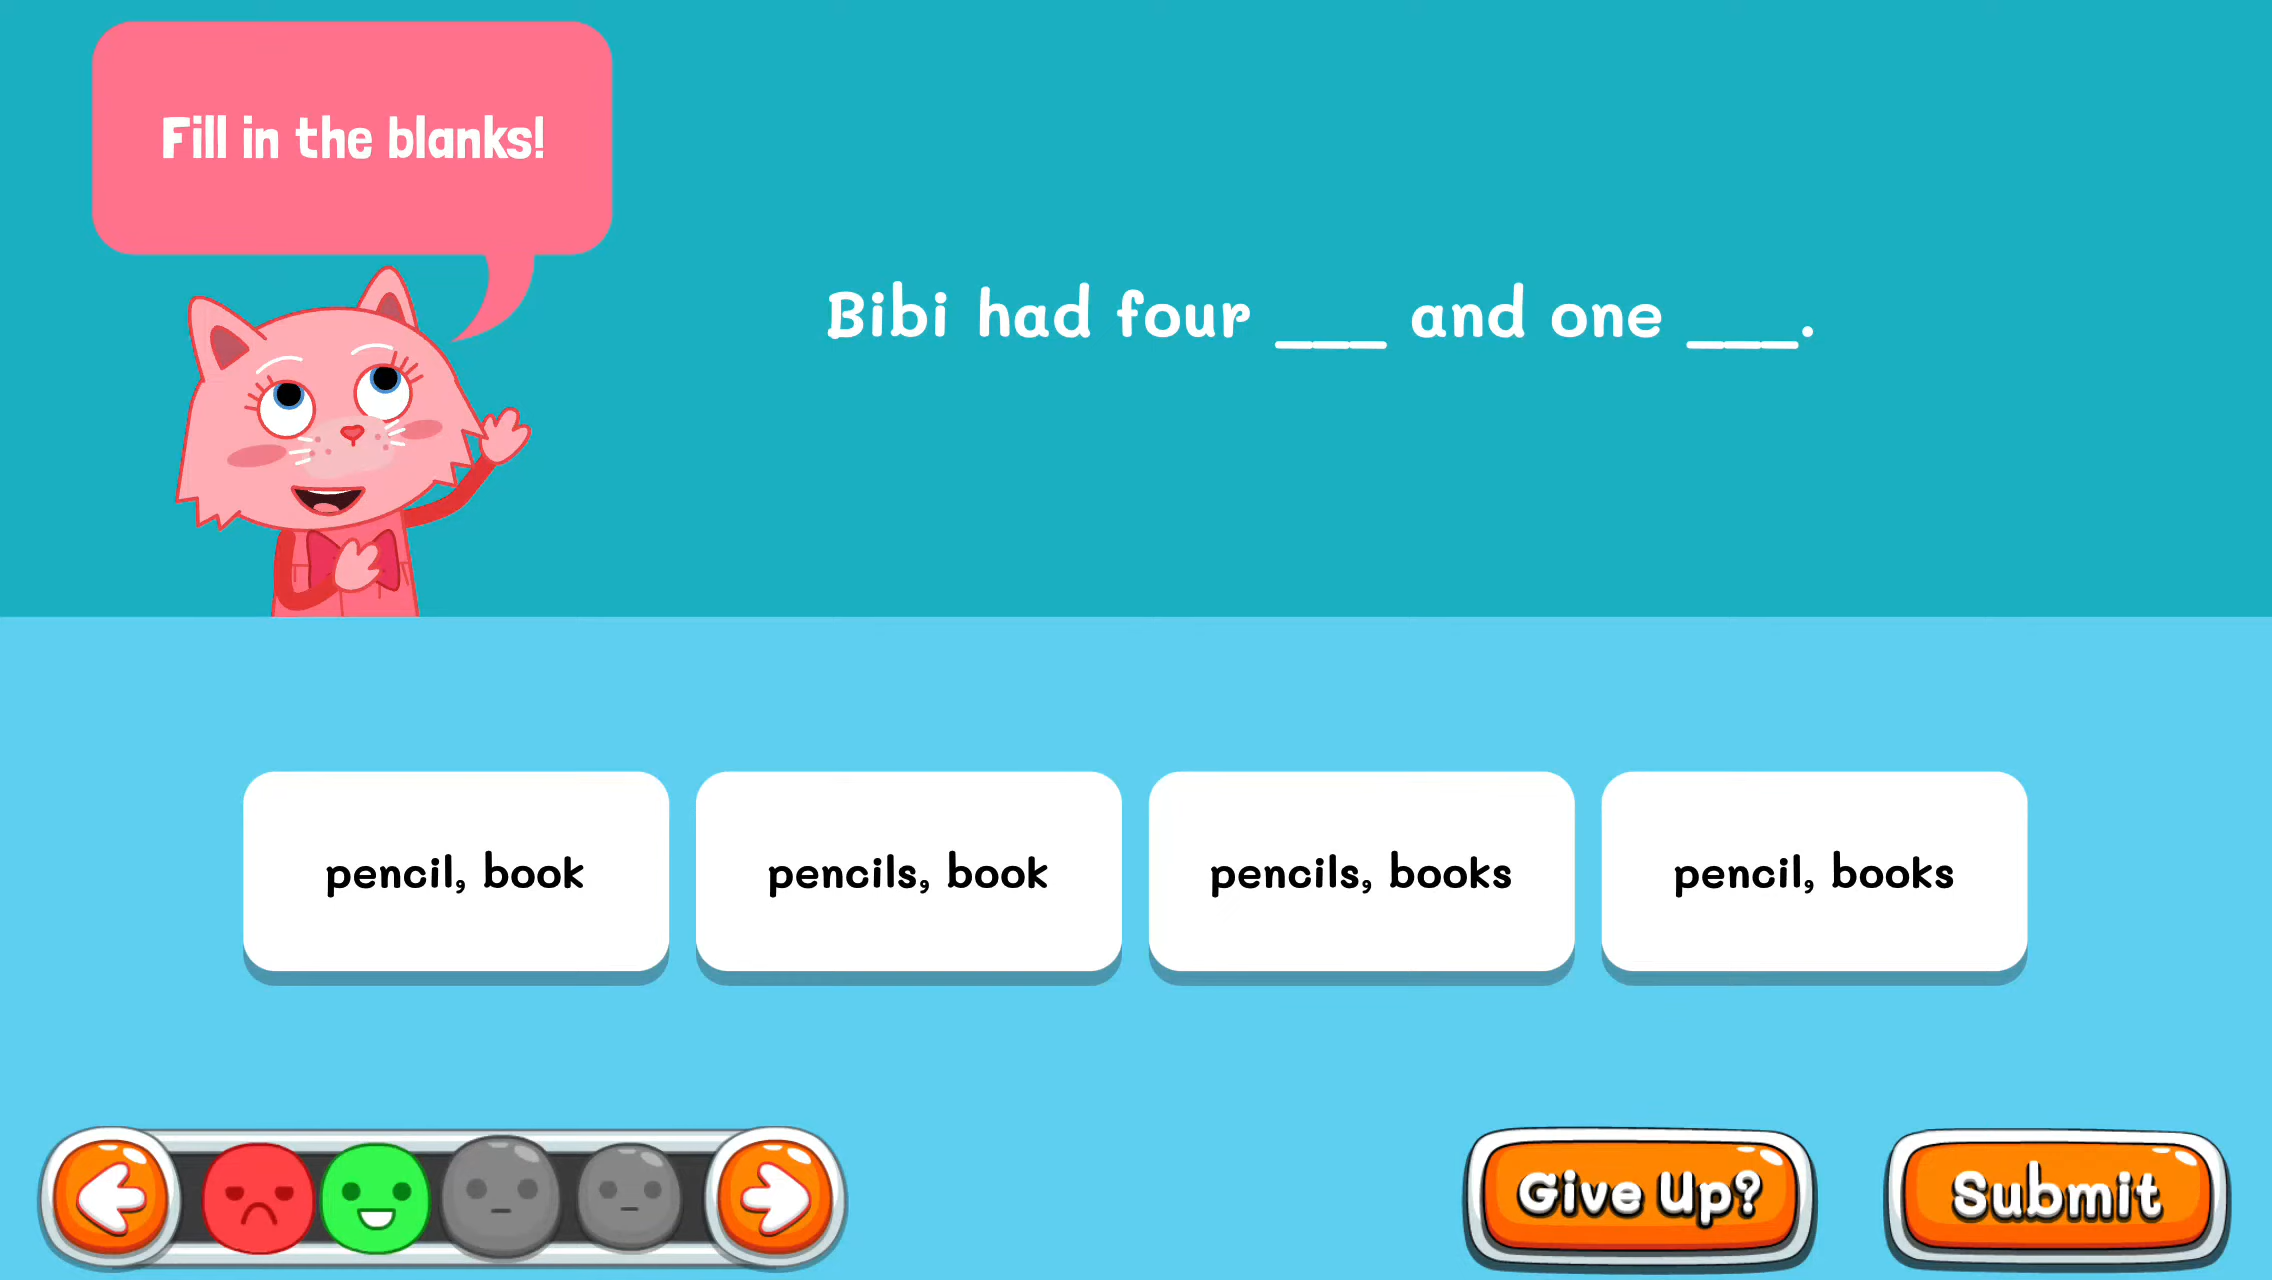 Fill in the blanks!
Bibi had four ___ and one ___.
pencil, book
pencils, book
pencils, books
pencil, books
Give Up?
Submit